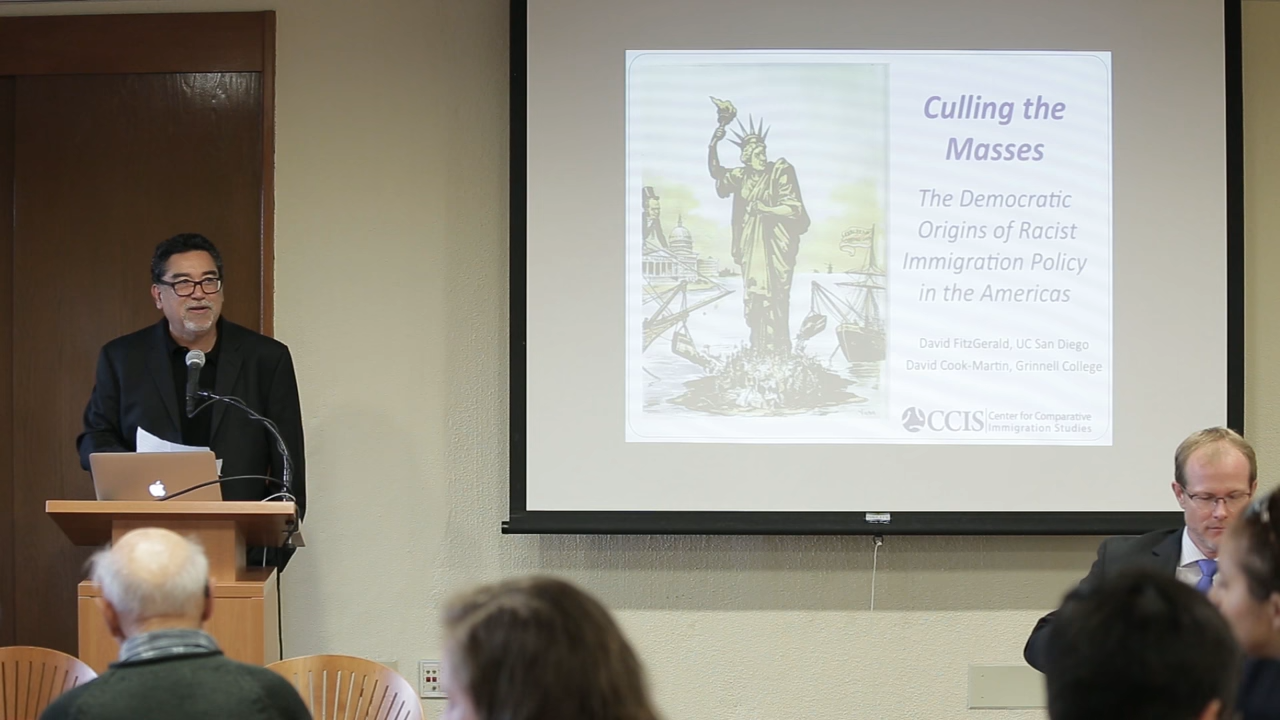 Culling the
Masses
The Democratic
Origins of Racist
Immigration Policy
in the Americas
David FitzGerald, UC San Diego
David Cook-Martin, Grinnell College
CCIS
Center for Comparative
Immigration Studies